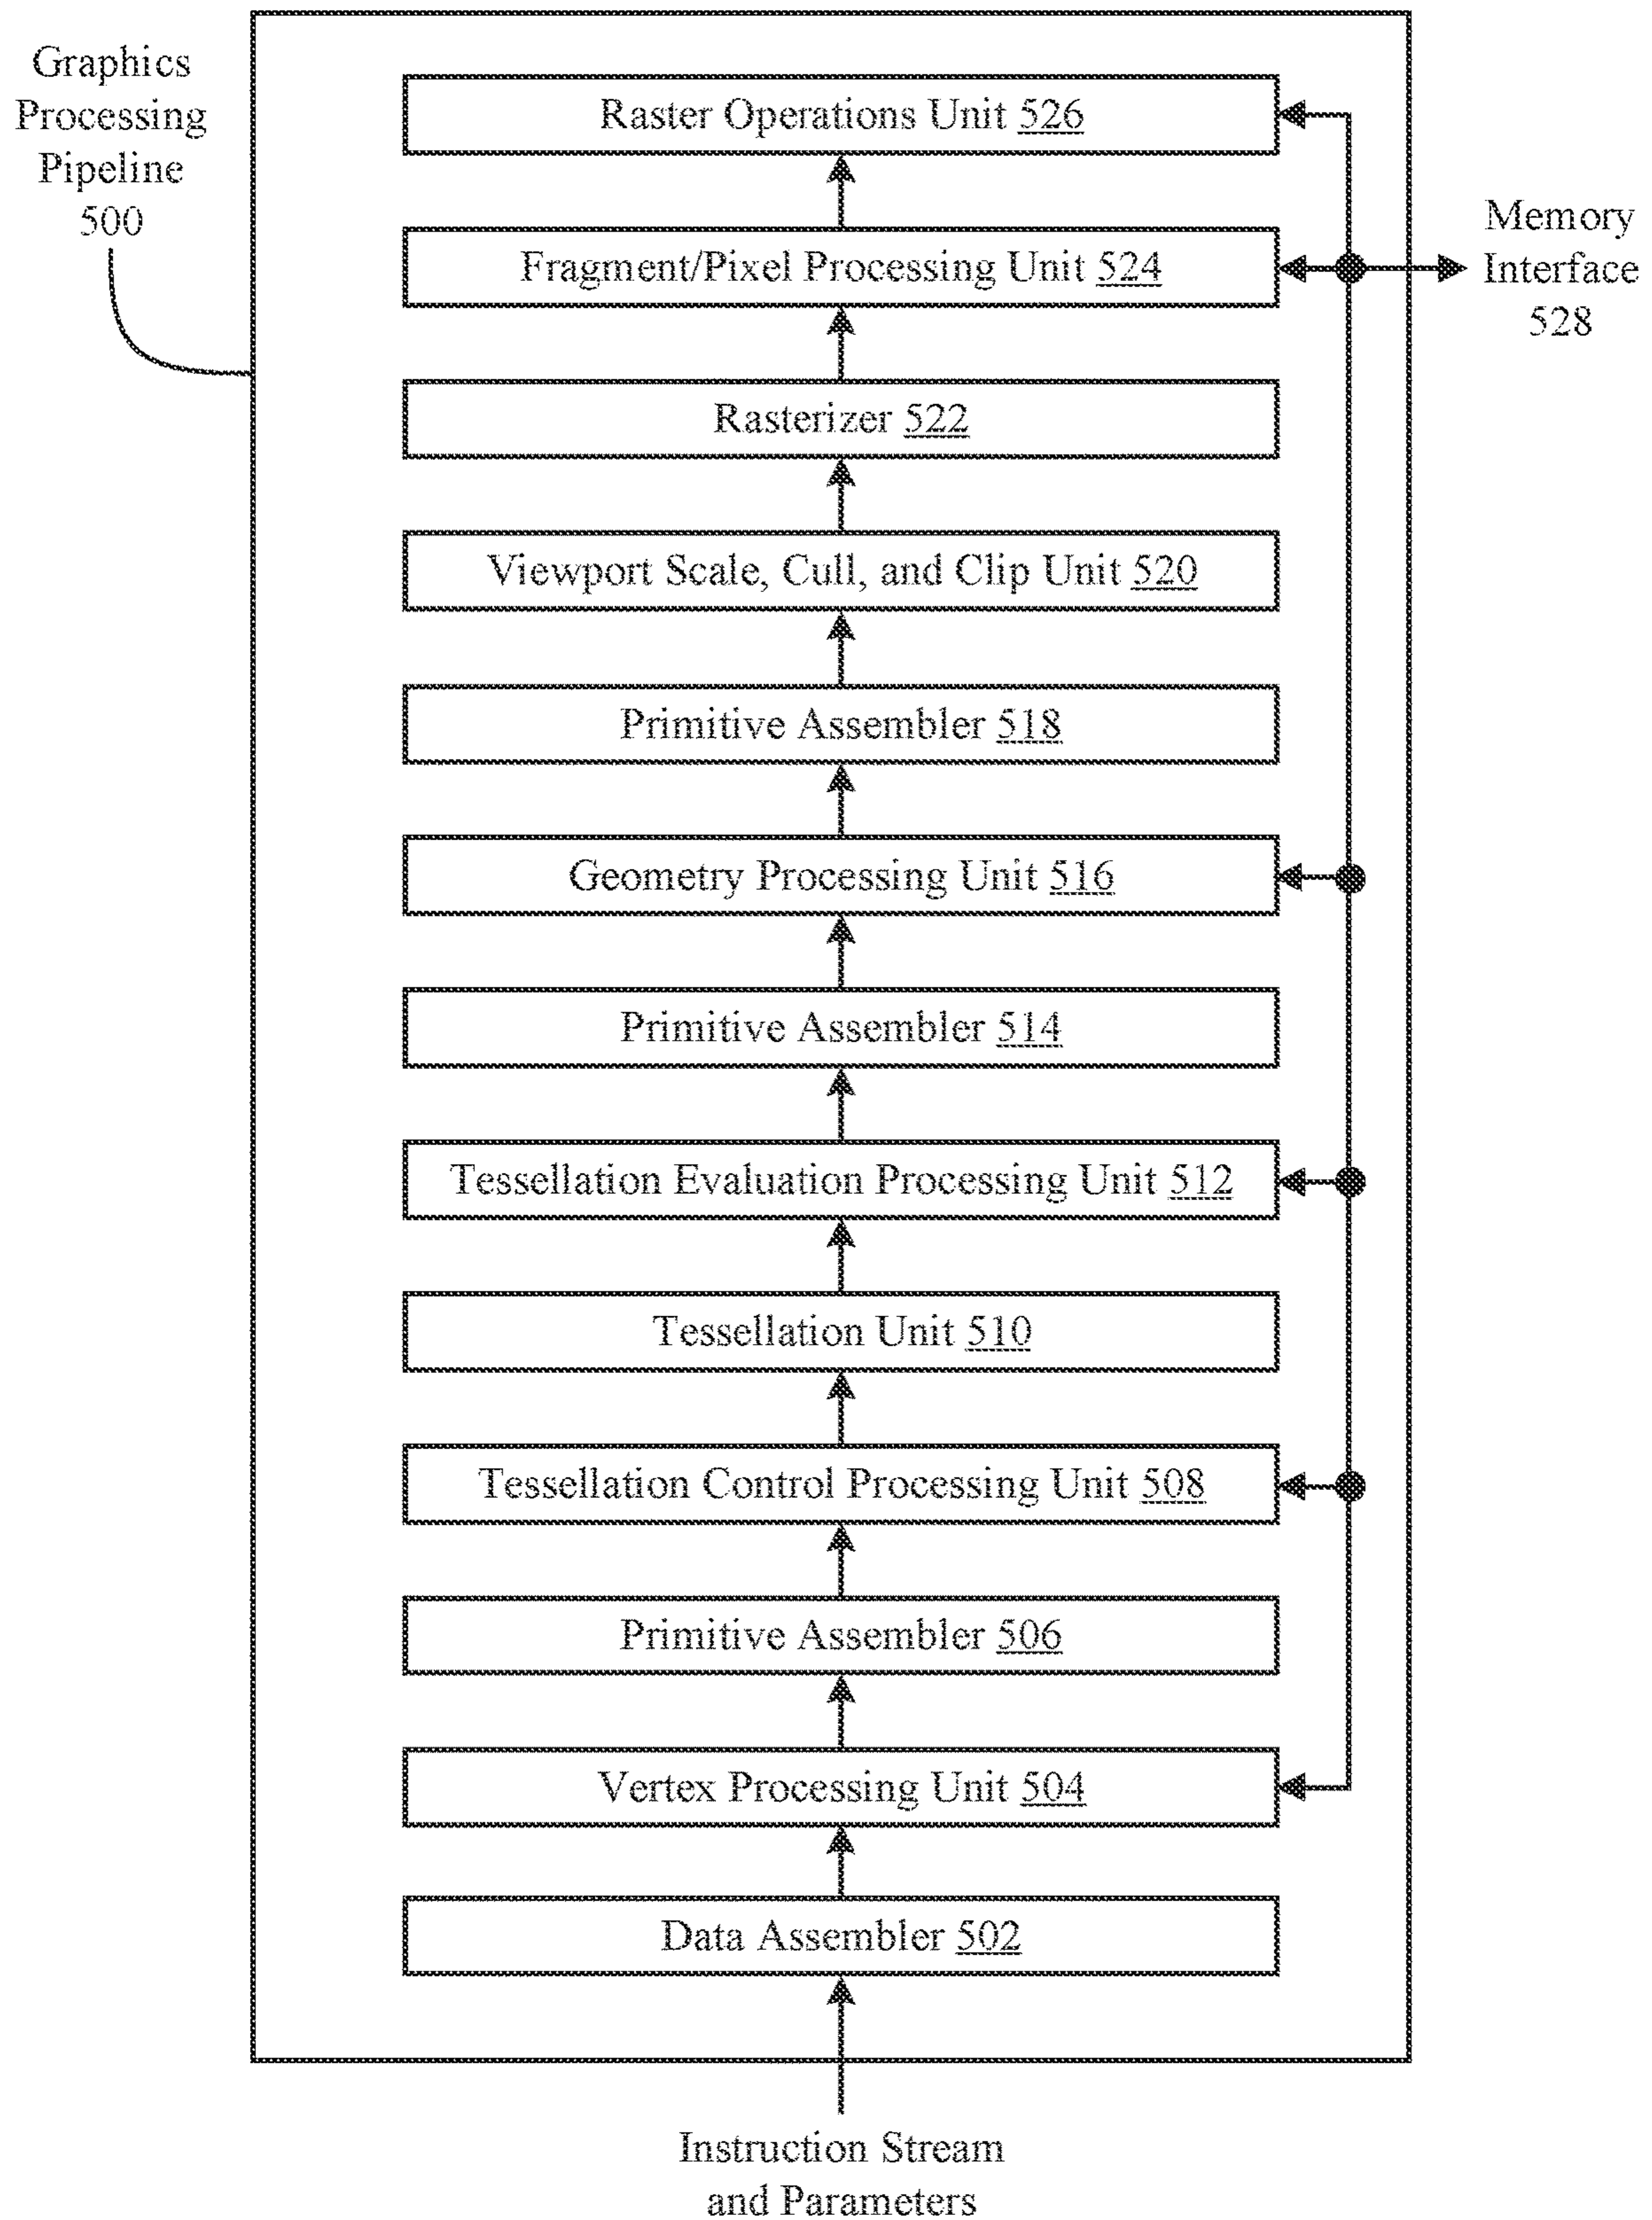 Graphics
Processing
Pipeline
500
Raster Operations Unit 526
Fragment/Pixel Processing Unit 524
Memory
Interface
528
Rasterizer 522
Viewport Scale, Cull, and Clip Unit 520
Primitive Assembler 518
Geometry Processing Unit 516
Primitive Assembler 514
Tessellation Evaluation Processing Unit 512
Tessellation Unit 510
Tessellation Control Processing Unit 508
Primitive Assembler 506
Vertex Processing Unit 504
Data Assembler 502
Instruction Stream
and Parameters